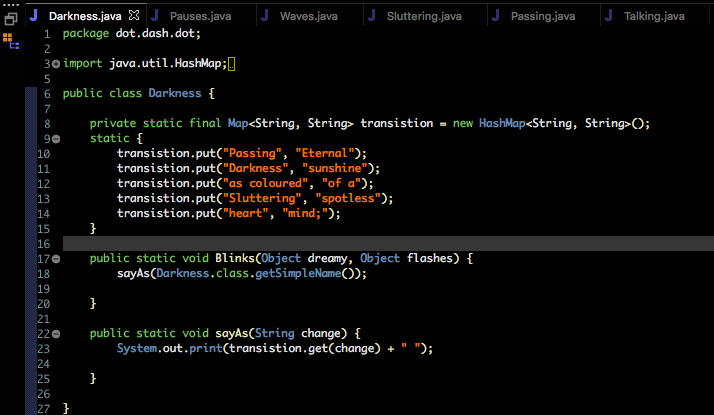 Darkness.java
Pauses.java
Waves.java
Sluttering.java
Passing.java
Talking.java
1 package dot.dash.dot;
2
3 import java.util.HashMap;
5
6 public class Darkness {
7
8 private static final Map<String, String> transistion = new HashMap<String, String>();
9 static {
10 transistion.put("Passing", "Eternal");
11 transistion.put("Darkness", "sunshine");
12 transistion.put("as coloured", "of a");
13 transistion.put("Sluttering", "spotless");
14 transistion.put("heart", "mind;");
15 }
16
17 public static void Blinks(Object dreamy, Object flashes) {
18 sayAs(Darkness.class.getSimpleName());
19
20 }
21
22 public static void sayAs(String change) {
23 System.out.print(transistion.get(change) + " ");
24
25 }
26
27 }